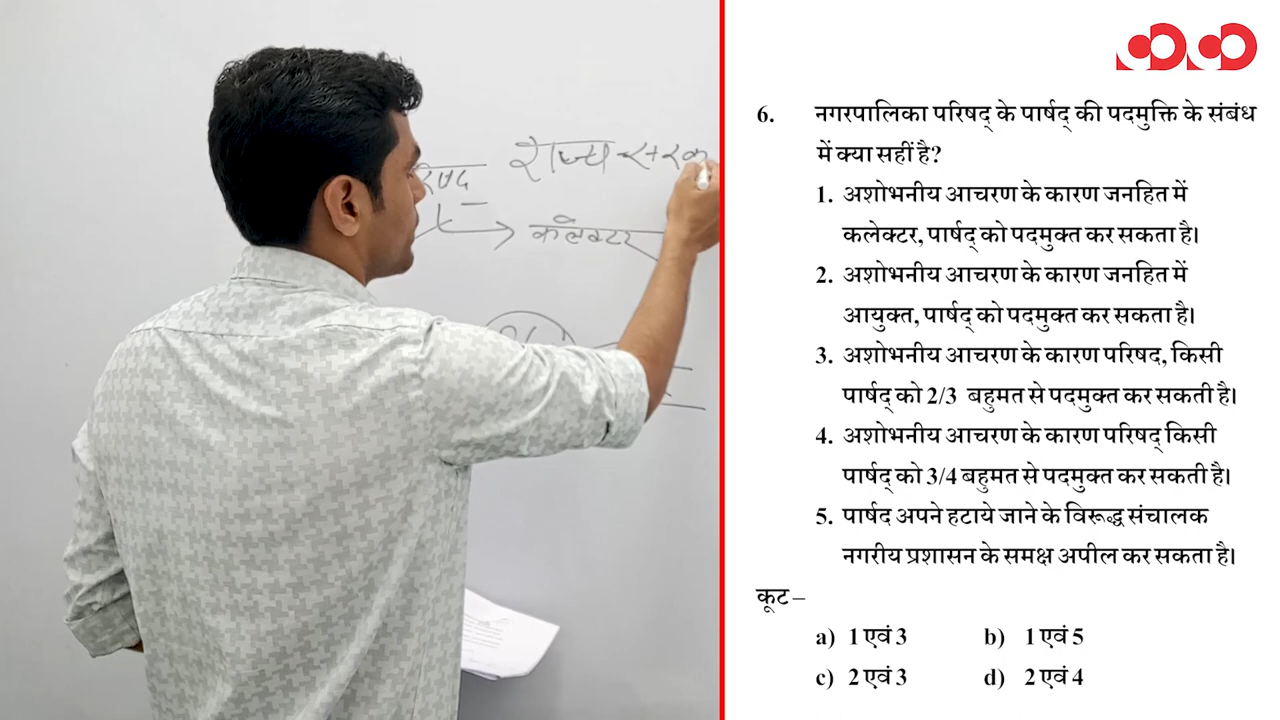 राज्य सरक
कलेक्टर
6. नगरपालिका परिषद् के पार्षद् की पदमुक्ति के संबंध
में क्या सहीं है?
1. अशोभनीय आचरण के कारण जनहित में
कलेक्टर, पार्षद् को पदमुक्त कर सकता है।
2. अशोभनीय आचरण के कारण जनहित में
आयुक्त, पार्षद् को पदमुक्त कर सकता है।
3. अशोभनीय आचरण के कारण परिषद, किसी
पार्षद् को 2/3 बहुमत से पदमुक्त कर सकती है।
4. अशोभनीय आचरण के कारण परिषद् किसी
पार्षद् को 3/4 बहुमत से पदमुक्त कर सकती है।
5. पार्षद अपने हटाये जाने के विरूद्ध संचालक
नगरीय प्रशासन के समक्ष अपील कर सकता है।
कूट–
a) 1 एवं 3 b) 1 एवं 5
c) 2 एवं 3 d) 2 एवं 4